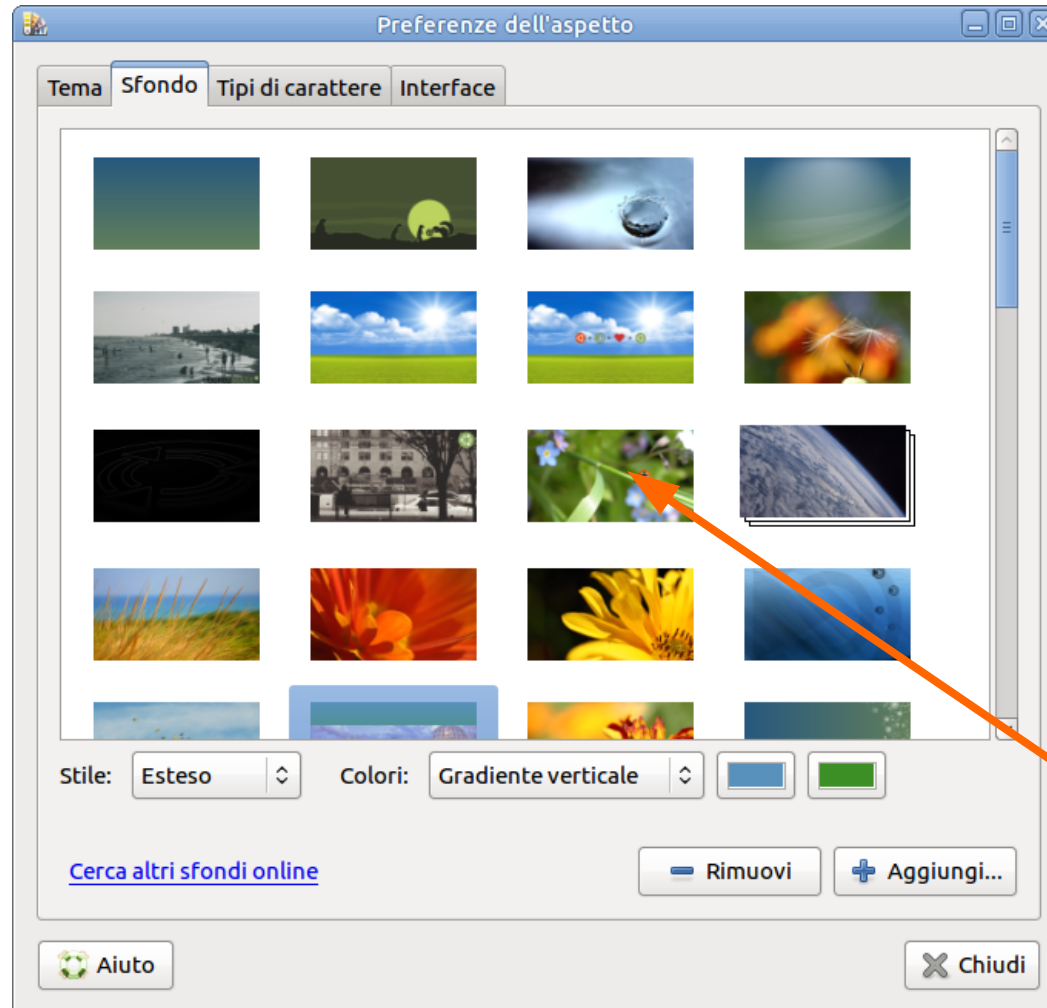 Preferenze dell'aspetto
Tema Sfondo Tipi di carattere Interface
Stile: Esteso Colori: Gradiente verticale
Cerca altri sfondi online Rimuovi Aggiungi...
Aiuto Chiudi